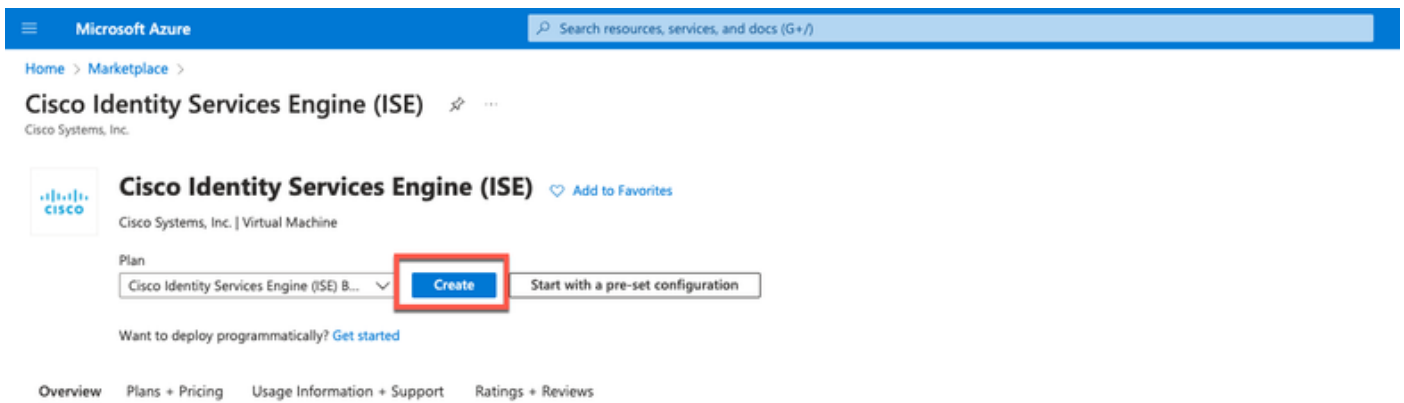 Microsoft Azure
Search resources, services, and docs (G+/)
Home > Marketplace >
Cisco Identity Services Engine (ISE)
Cisco Systems, Inc.
CISCO
Cisco Identity Services Engine (ISE) Add to Favorites
Cisco Systems, Inc. | Virtual Machine
Plan
Cisco Identity Services Engine (ISE) B... Create Start with a pre-set configuration
Want to deploy programmatically? Get started
Overview Plans + Pricing Usage Information + Support Ratings + Reviews